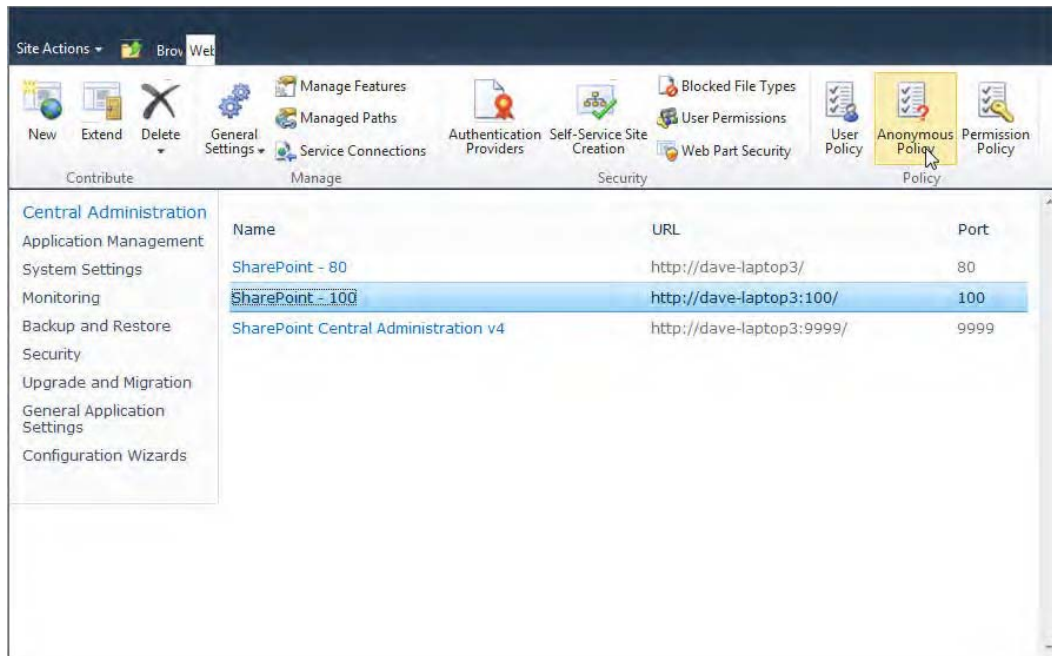 Site Actions Brov Wet
New Extend Delete
General
Settings
Manage Features
Managed Paths
Service Connections
Authentication
Providers
Self-Service Site
Creation
Blocked File Types
User Permissions
Web Part Security
User
Policy
Anonymous
Policy
Permission
Policy
Contribute Manage Security Policy
Central Administration
Application Management
System Settings
Monitoring
Backup and Restore
Security
Upgrade and Migration
General Application
Settings
Configuration Wizards
Name URL Port
SharePoint - 80 http://dave-laptop3/ 80
SharePoint - 100 http://dave-laptop3:100/ 100
SharePoint Central Administration v4 http://dave-laptop3:9999/ 9999